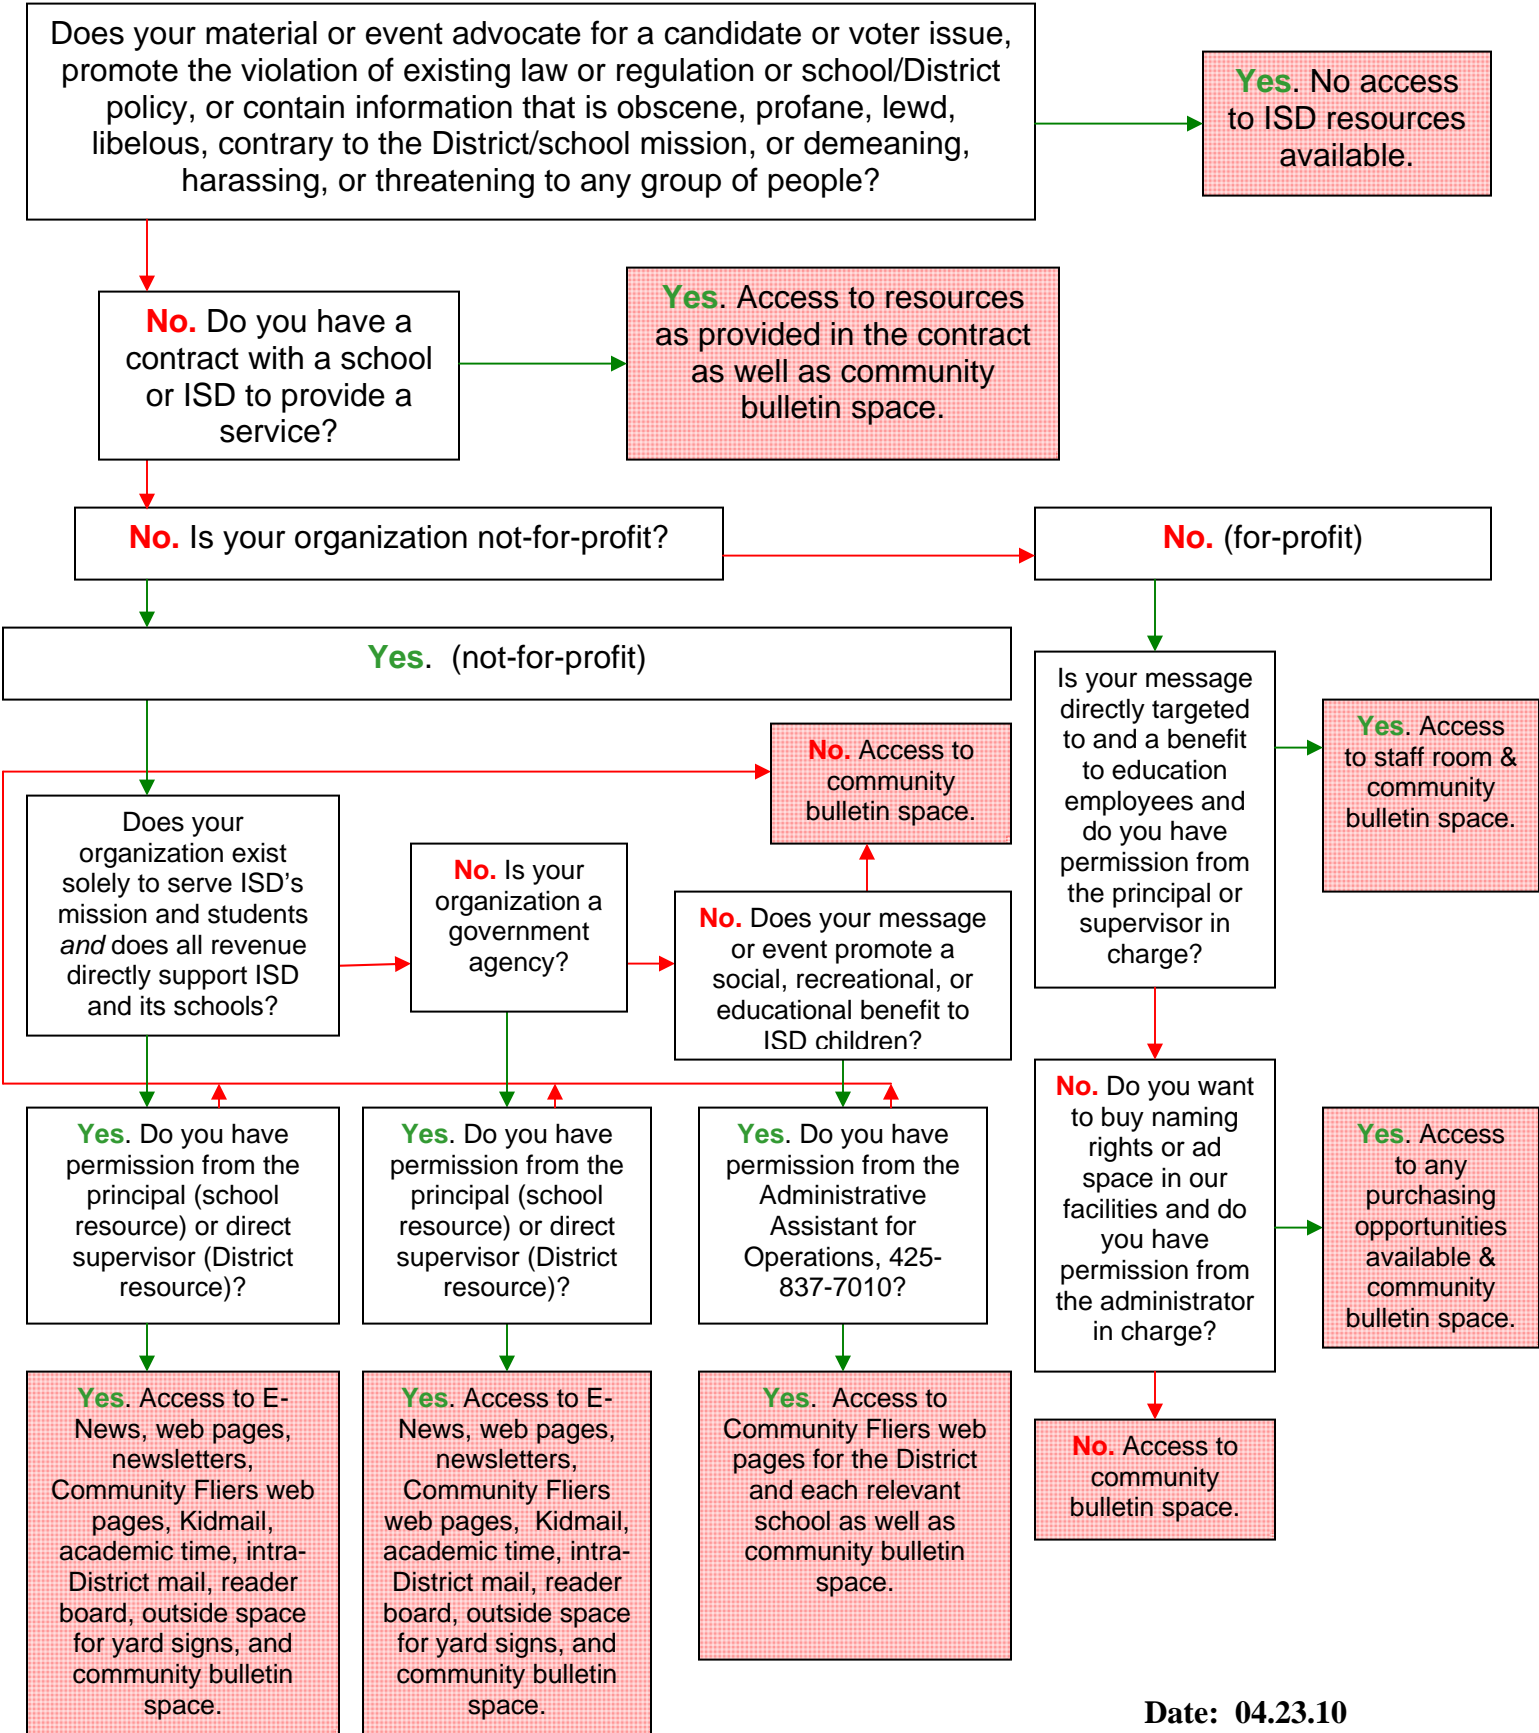 Does your material or event advocate for a candidate or voter issue,
promote the violation of existing law or regulation or school/District
policy, or contain information that is obscene, profane, lewd,
libelous, contrary to the District/school mission, or demeaning,
harassing, or threatening to any group of people?
Yes. No access
to ISD resources
available.
No. Do you have a
contract with a school
or ISD to provide a
service?
Yes. Access to resources
as provided in the contract
as well as community
bulletin space.
No. Is your organization not-for-profit?
No. (for-profit)
Yes. (not-for-profit)
Is your message
directly targeted
to and a benefit
to education
employees and
do you have
permission from
the principal or
supervisor in
charge?
Yes. Access
to staff room &
community
bulletin space.
No. Access to
community
bulletin space.
Does your
organization exist
solely to serve ISD's
mission and students
and does all revenue
directly support ISD
and its schools?
No. Is your
organization a
government
agency?
No. Does your message
or event promote a
social, recreational, or
educational benefit to
ISD children?
No. Do you want
to buy naming
rights or ad
space in our
facilities and do
you have
permission from
the administrator
in charge?
Yes. Access
to any
purchasing
opportunities
available &
community
bulletin space.
Yes. Do you have
permission from the
principal (school
resource) or direct
supervisor (District
resource)?
Yes. Do you have
permission from the
principal (school
resource) or direct
supervisor (District
resource)?
Yes. Do you have
permission from the
Administrative
Assistant for
Operations, 425-
837-7010?
Yes. Access to E-
News, web pages,
newsletters,
Community Fliers web
pages, Kidmail,
academic time, intra-
District mail, reader
board, outside space
for yard signs, and
community bulletin
space.
Yes. Access to E-
News, web pages,
newsletters,
Community Fliers
web pages, Kidmail,
academic time, intra-
District mail, reader
board, outside space
for yard signs, and
community bulletin
space.
Yes. Access to
Community Fliers web
pages for the District
and each relevant
school as well as
community bulletin
space.
No. Access to
community
bulletin space.
Date: 04.23.10